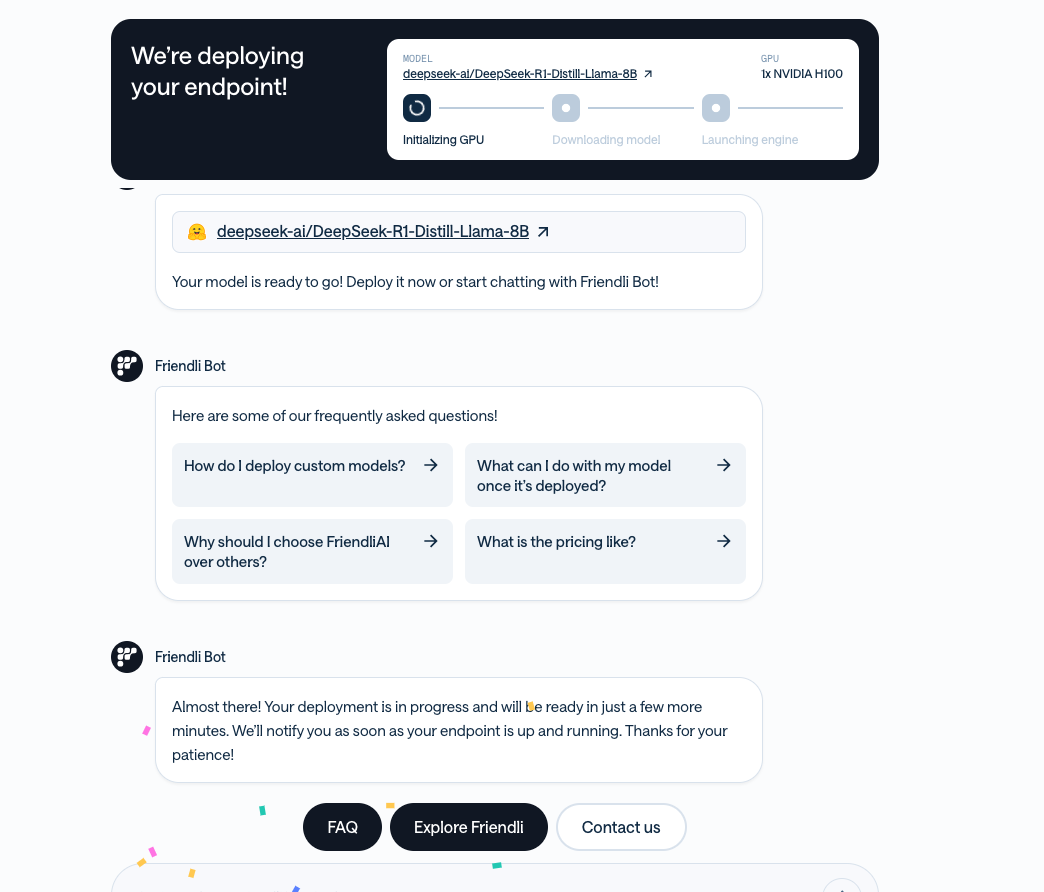 We're deploying
your endpoint!
MODEL
GPU
deepseek-ai/DeepSeek-R1-Distill-Llama-8B
1x NVIDIA H100
Initializing GPU
Downloading model
Launching engine
deepseek-ai/DeepSeek-R1-Distill-Llama-8B
Your model is ready to go! Deploy it now or start chatting with Friendli Bot!
Friendli Bot
Here are some of our frequently asked questions!
How do I deploy custom models?
What can I do with my model
once it's deployed?
Why should I choose FriendliAI
over others?
What is the pricing like?
Friendli Bot
Almost there! Your deployment is in progress and will be ready in just a few more
minutes. We'll notify you as soon as your endpoint is up and running. Thanks for your
patience!
FAQ
Explore Friendli
Contact us